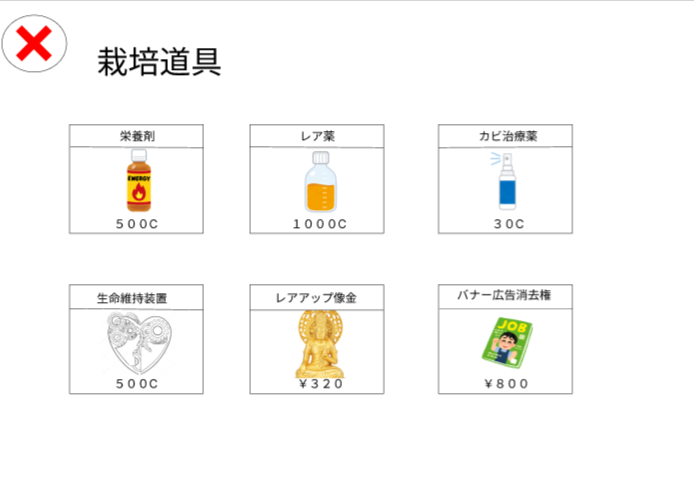 栽培道具
栄養剤
レア薬
カビ治療薬
ENERGY
５００C
１０００C
３０C
生命維持装置
レアアップ像金
バナー広告消去権
JOB
５００C
￥３２０
￥８００